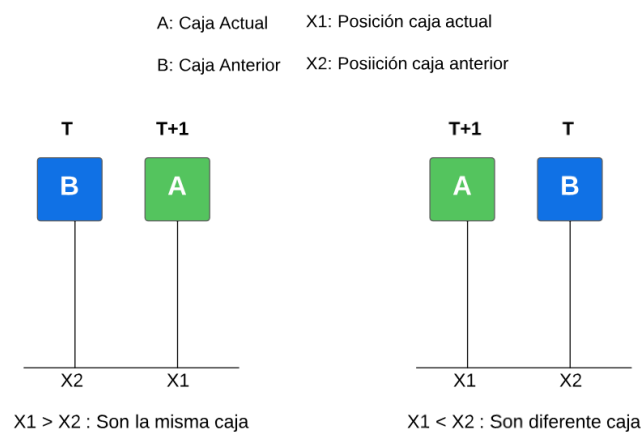 A: Caja Actual X1: Posición caja actual
B: Caja Anterior X2: Posiición caja anterior
T T+1 T+1 T
B A A B
X2 X1 X1 X2
X1 > X2 : Son la misma caja X1 < X2 : Son diferente caja